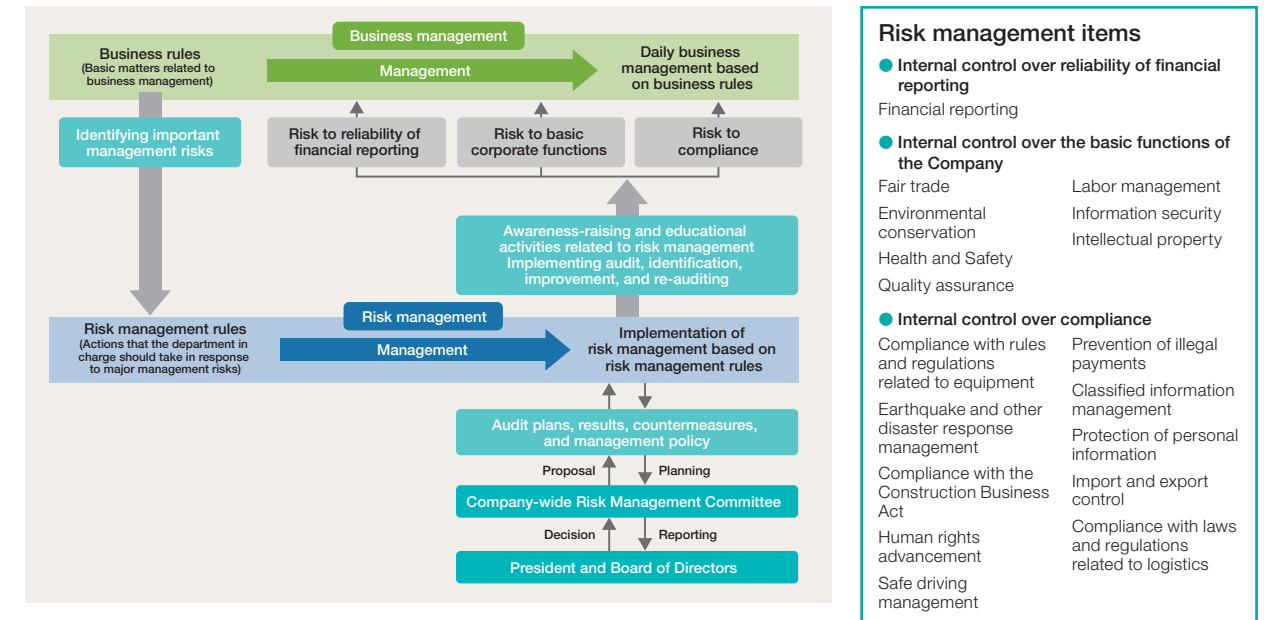 Business management
Business rules
(Basic matters related to
business management)
Management
Daily business
management based
on business rules
Identifying important
management risks
Risk to reliability of
financial reporting
Risk to basic
corporate functions
Risk to
compliance
Awareness-raising and educational
activities related to risk management
Implementing audit, identification,
improvement, and re-auditing
Risk management
Risk management rules
(Actions that the department in
charge should take in response
to major management risks)
Management
Implementation of
risk management based on
risk management rules
Audit plans, results, countermeasures,
and management policy
Proposal
Planning
Company-wide Risk Management Committee
Decision
Reporting
President and Board of Directors
Risk management items
Internal control over reliability of financial
reporting
Financial reporting
Internal control over the basic functions of
the Company
Fair trade
Environmental
conservation
Health and Safety
Quality assurance
Labor management
Information security
Intellectual property
Internal control over compliance
Compliance with rules
and regulations
related to equipment
Earthquake and other
disaster response
management
Compliance with the
Construction Business
Act
Human rights
advancement
Safe driving
management
Prevention of illegal
payments
Classified information
management
Protection of personal
information
Import and export
control
Compliance with laws
and regulations
related to logistics